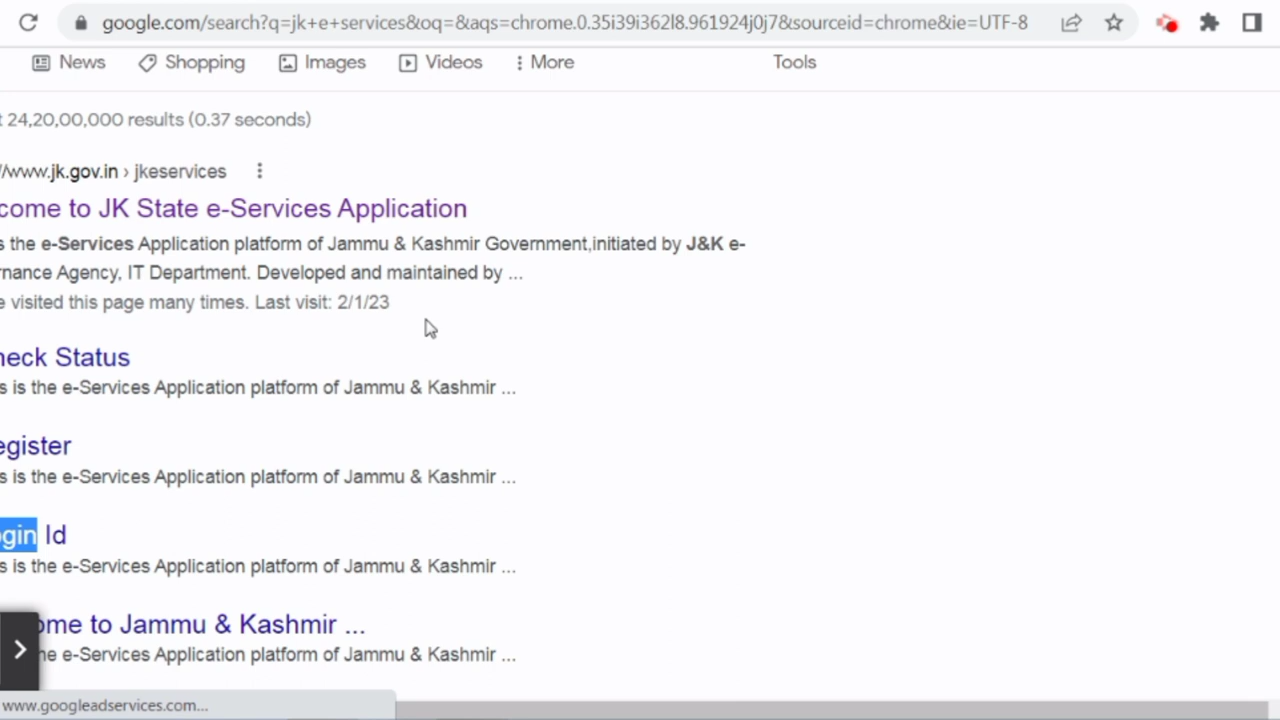 google.com/search?q=jk+e+services&oq=&aqs=chrome.0.35i39i362l8.961924j0j7&sourceid=chrome&ie=UTF-8
News Shopping Images Videos More Tools
t 24,20,00,000 results (0.37 seconds)
//www.jk.gov.in › jkeservices
come to JK State e-Services Application
s the e-Services Application platform of Jammu & Kashmir Government,initiated by J&K e-
rnance Agency, IT Department. Developed and maintained by ...
e visited this page many times. Last visit: 2/1/23
heck Status
s is the e-Services Application platform of Jammu & Kashmir ...
egister
s is the e-Services Application platform of Jammu & Kashmir ...
ogin Id
s is the e-Services Application platform of Jammu & Kashmir ...
ome to Jammu & Kashmir ...
he e-Services Application platform of Jammu & Kashmir ...
www.googleadservices.com...